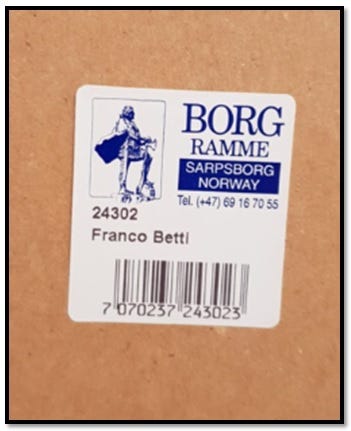 BORG
RAMME
SARPSBORG
NORWAY
Tel. (+47) 69 16 70 55
24302
Franco Betti
7 070237 243023